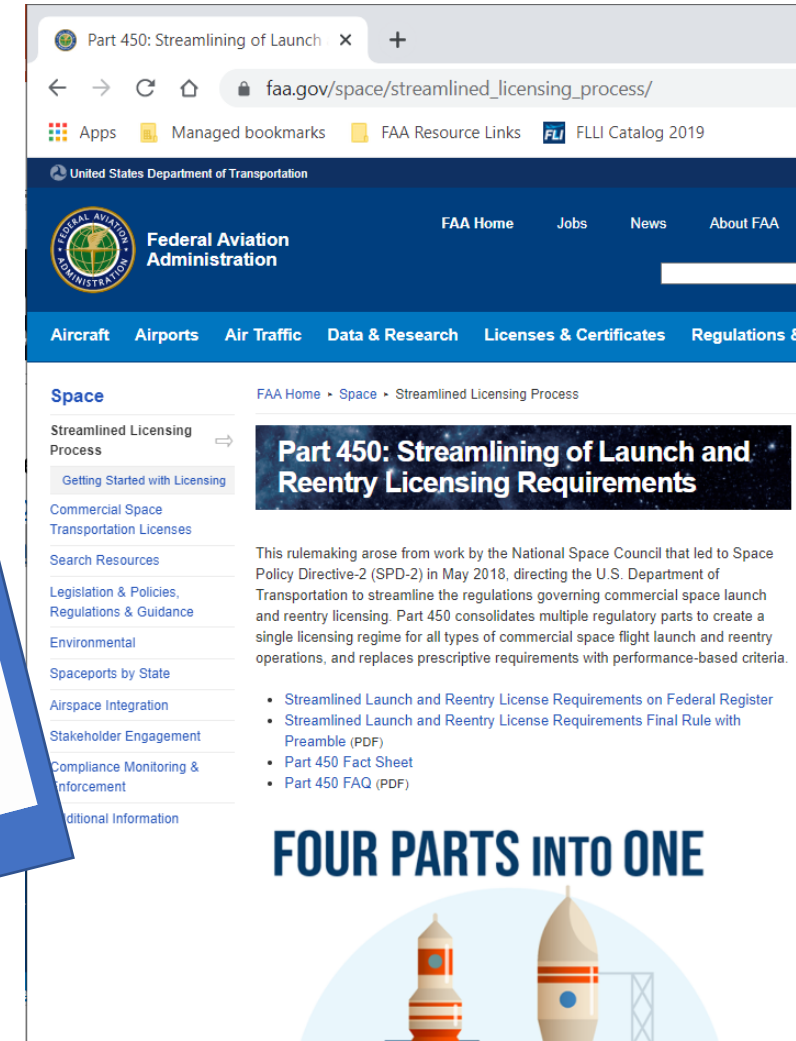 Part 450: Streamlining of Launch
faa.gov/space/streamlined_licensing_process/
Apps Managed bookmarks FAA Resource Links FLI FLLI Catalog 2019
United States Department of Transportation
FEDERAL AVIATION ADMINISTRATION
Federal Aviation
Administration
FAA Home Jobs News About FAA
Aircraft Airports Air Traffic Data & Research Licenses & Certificates Regulations &
Space
Streamlined Licensing
Process
Getting Started with Licensing
Commercial Space
Transportation Licenses
Search Resources
Legislation & Policies,
Regulations & Guidance
Environmental
Spaceports by State
Airspace Integration
Stakeholder Engagement
Compliance Monitoring &
nforcement
ditional Information
FAA Home ▸ Space ▸ Streamlined Licensing Process
Part 450: Streamlining of Launch and
Reentry Licensing Requirements
This rulemaking arose from work by the National Space Council that led to Space
Policy Directive-2 (SPD-2) in May 2018, directing the U.S. Department of
Transportation to streamline the regulations governing commercial space launch
and reentry licensing. Part 450 consolidates multiple regulatory parts to create a
single licensing regime for all types of commercial space flight launch and reentry
operations, and replaces prescriptive requirements with performance-based criteria.
• Streamlined Launch and Reentry License Requirements on Federal Register
• Streamlined Launch and Reentry License Requirements Final Rule with
Preamble (PDF)
• Part 450 Fact Sheet
• Part 450 FAQ (PDF)
FOUR PARTS INTO ONE